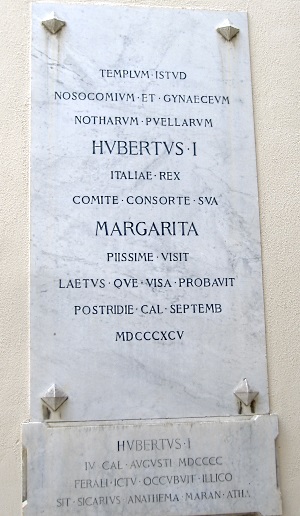 TEMPLVM·ISTVD
NOSOCOMIVM·ET·GYNAECEVM
NOTHARVM·PVELLARVM
HVBERTVS·I
ITALIAE·REX
COMITE·CONSORTE·SVA
MARGARITA
PIISSIME·VISIT
LAETVS·QVE·VISA·PROBAVIT
POSTRIDIE·CAL·SEPTEMB
MDCCCXCV
HVBERTVS·I
IV·CAL·AVGVSTI·MDCCCC
FERALI·ICTV·OCCVBVIT·ILLICO
SIT·SICARIVS·ANATHEMA·MARAN·ATHA